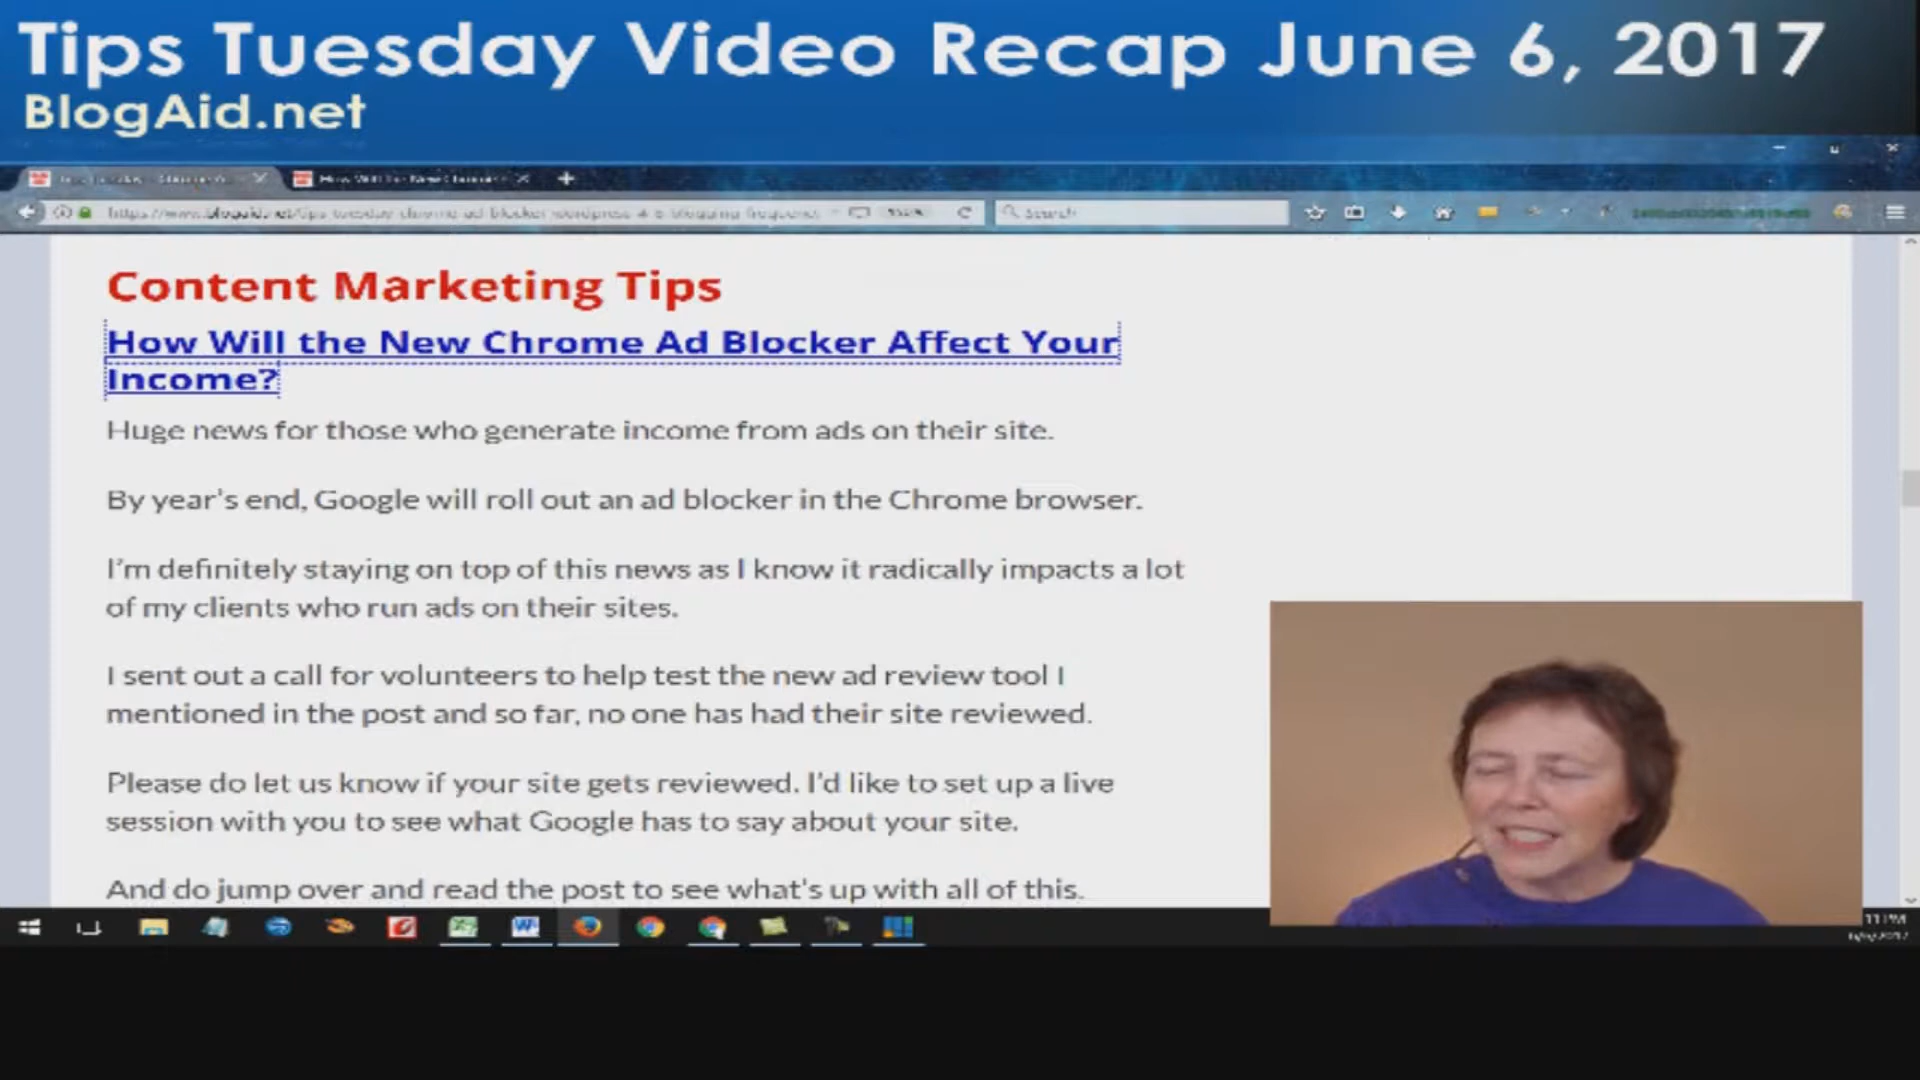 Tips Tuesday Video Recap June 6, 2017
BlogAid.net
How Will the New Chrome
Search
Content Marketing Tips
How Will the New Chrome Ad Blocker Affect Your
Income?
Huge news for those who generate income from ads on their site.
By year's end, Google will roll out an ad blocker in the Chrome browser.
I'm definitely staying on top of this news as I know it radically impacts a lot
of my clients who run ads on their sites.
I sent out a call for volunteers to help test the new ad review tool I
mentioned in the post and so far, no one has had their site reviewed.
Please do let us know if your site gets reviewed. I'd like to set up a live
session with you to see what Google has to say about your site.
And do jump over and read the post to see what's up with all of this.